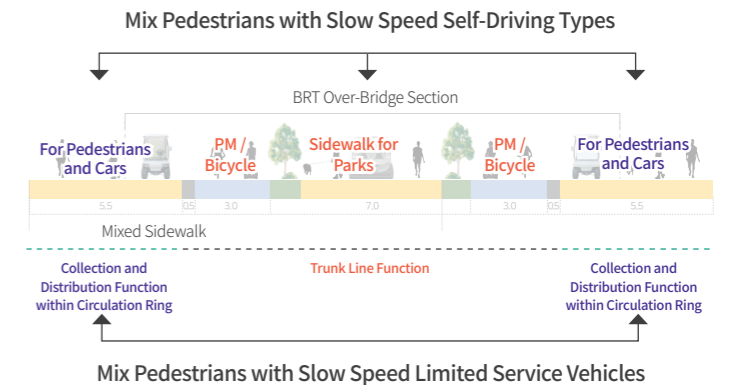 Mix Pedestrians with Slow Speed Self-Driving Types
BRT Over-Bridge Section
For Pedestrians
and Cars
PM /
Bicycle
Sidewalk for
Parks
PM /
Bicycle
For Pedestrians
and Cars
5.5
0.5
3.0
7.0
3.0
0.5
5.5
Mixed Sidewalk
Collection and
Distribution Function
within Circulation Ring
Trunk Line Function
Collection and
Distribution Function
within Circulation Ring
Mix Pedestrians with Slow Speed Limited Service Vehicles